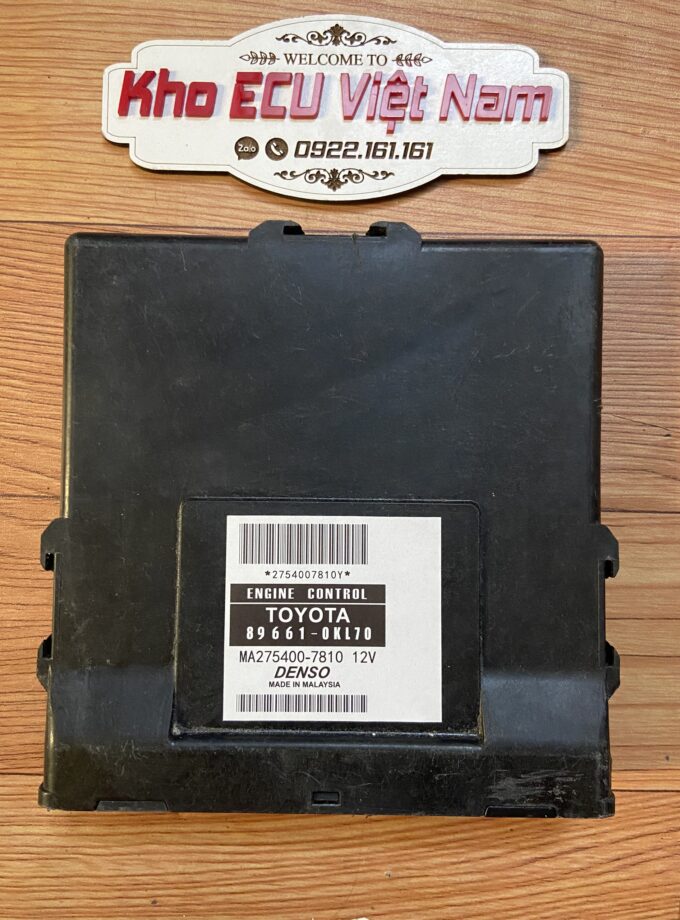 WELCOME TO
Kho ECU Việt Nam
Zalo 0922.161.161
*2754007810Y*
ENGINE CONTROL
TOYOTA
89661-0KL70
MA275400-7810 12V
DENSO
MADE IN MALAYSIA